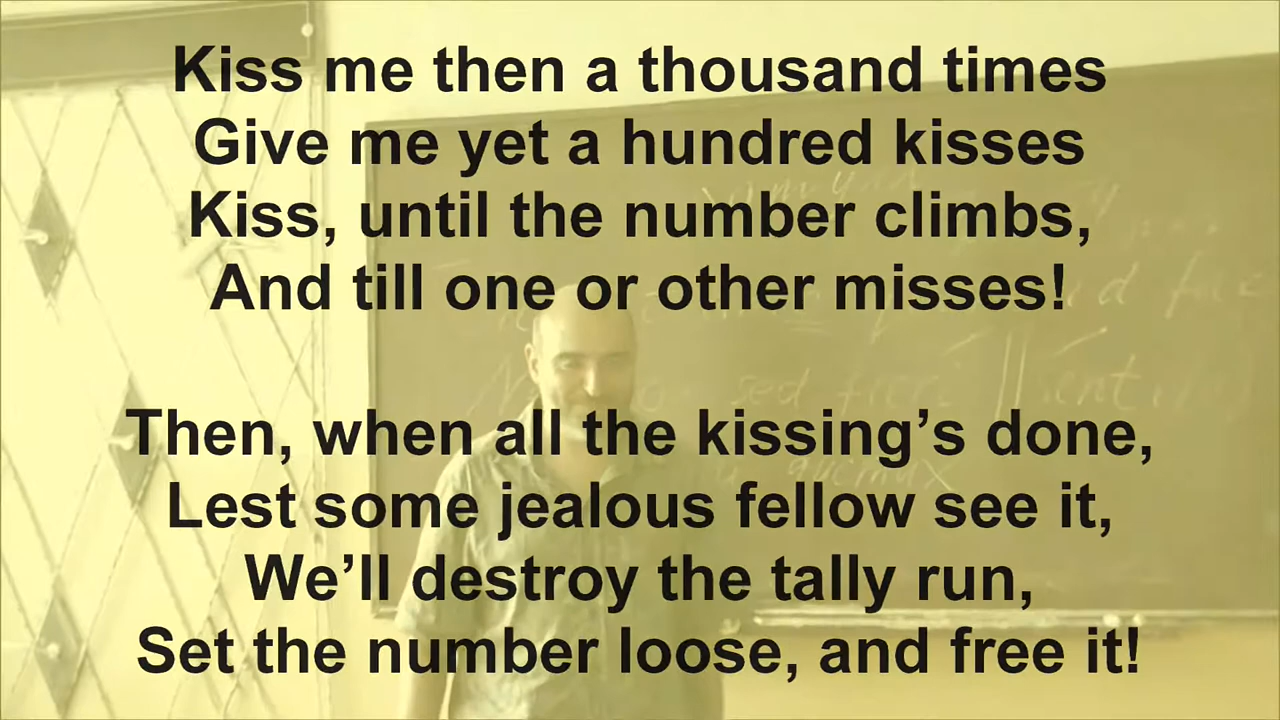 Kiss me then a thousand times
Give me yet a hundred kisses
Kiss, until the number climbs,
And till one or other misses!
Then, when all the kissing’s done,
Lest some jealous fellow see it,
We’ll destroy the tally run,
Set the number loose, and free it!
sed fieri